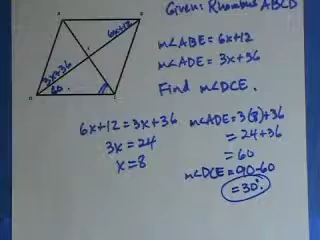 Given: Rhombus ABCD
m∠ABE = 6x+12
m∠ADE = 3x+36
Find m∠DCE.
6x+12
3x+36
60
6x+12 = 3x+36
3x = 24
x = 8
m∠ADE = 3(8)+36
= 24+36
= 60
m∠DCE = 90-60
= 30°